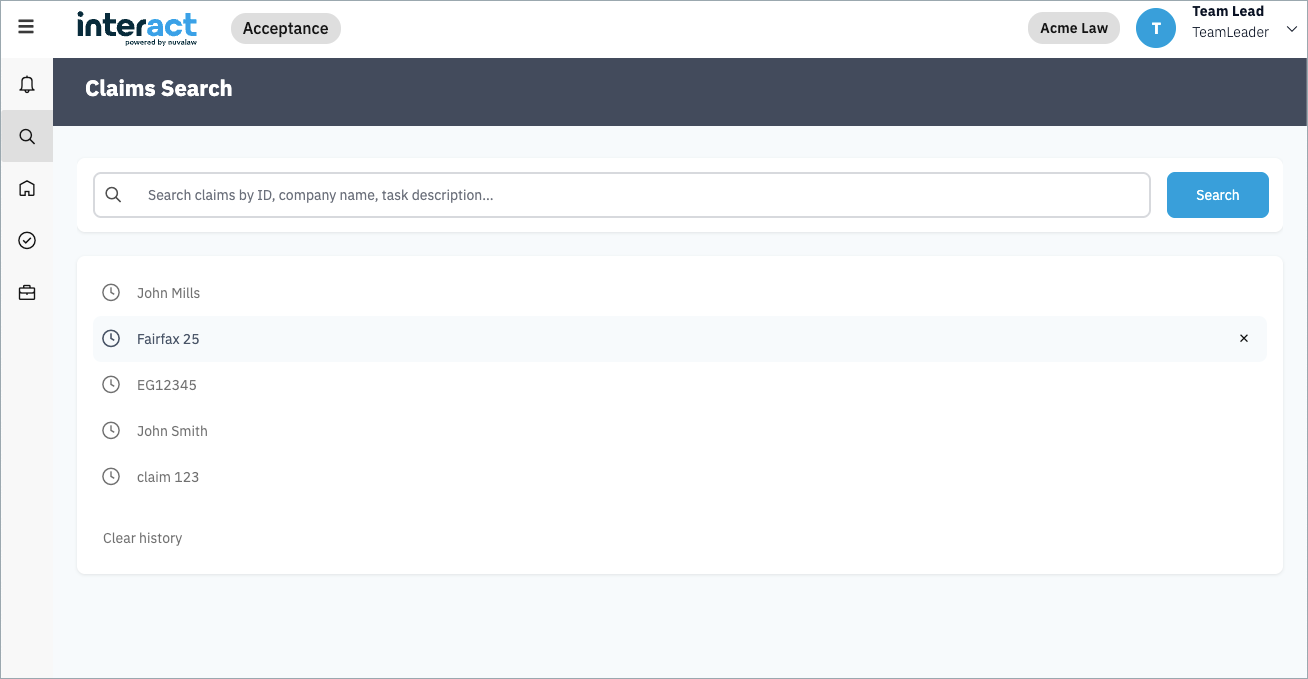 interact
powered by nuvalaw
Acceptance
Acme Law
T
Team Lead
TeamLeader
Claims Search
Search claims by ID, company name, task description...
Search
John Mills
Fairfax 25
EG12345
John Smith
claim 123
Clear history